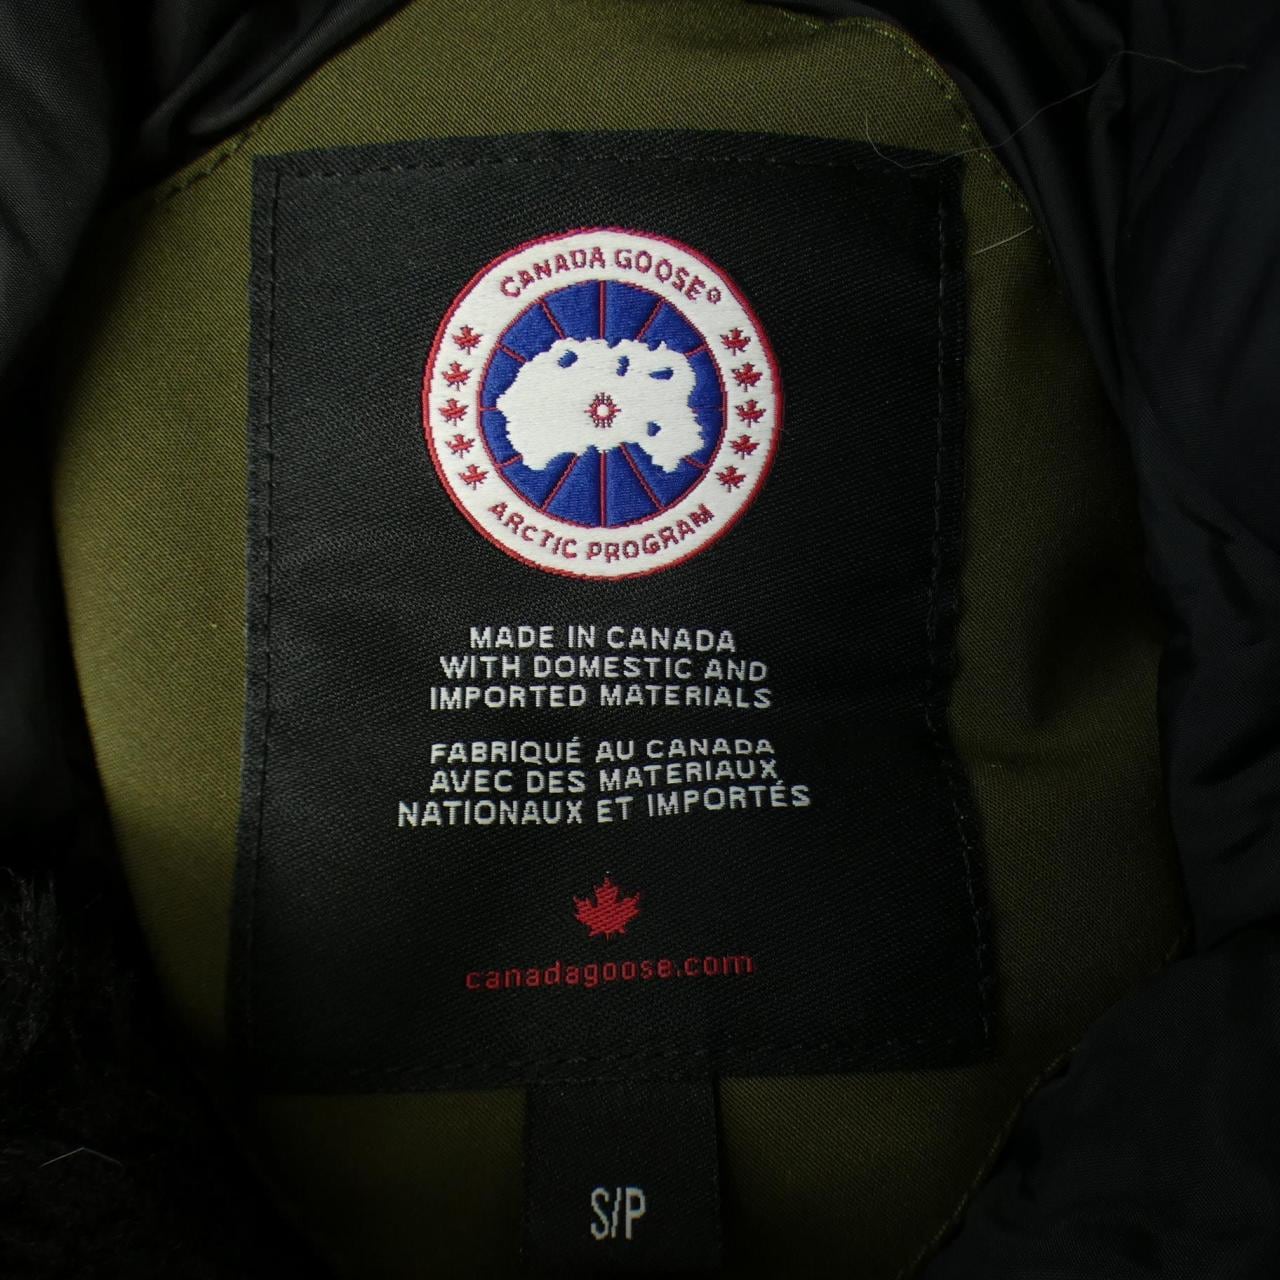 CANADA GOOSE®
ARCTIC PROGRAM
MADE IN CANADA
WITH DOMESTIC AND
IMPORTED MATERIALS
FABRIQUÉ AU CANADA
AVEC DES MATERIAUX
NATIONAUX ET IMPORTÉS
canadagoose.com
S/P